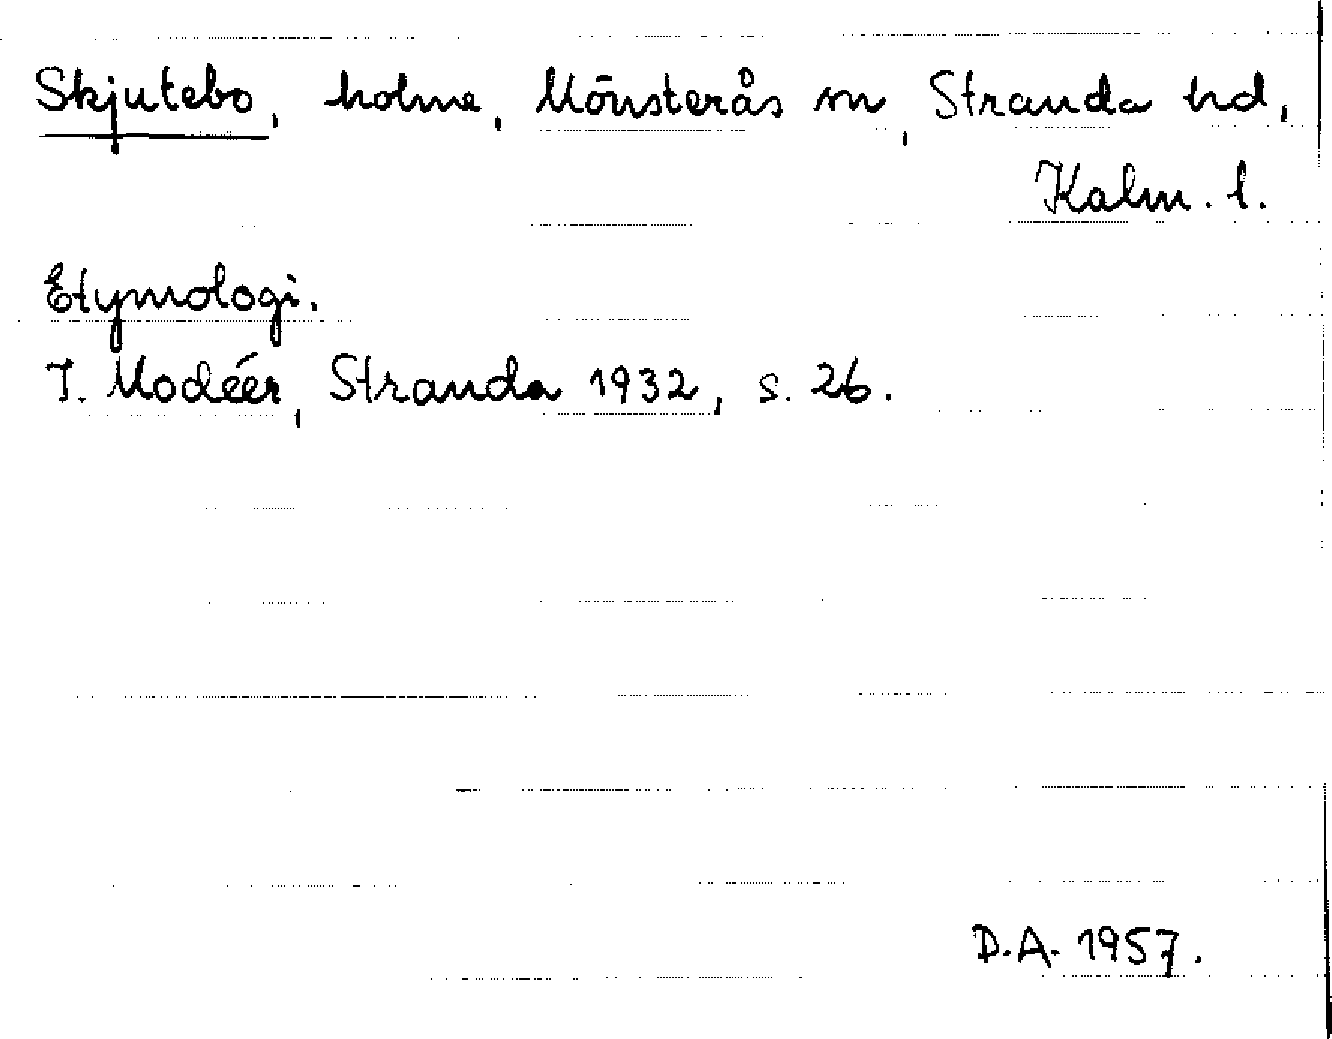 Skjutebo, holme, Mönsterås sn, Stranda hd,
Kalm. l.
Etymologi.
I. Modéer, Stranda 1932, s. 26.
D.A. 1957.